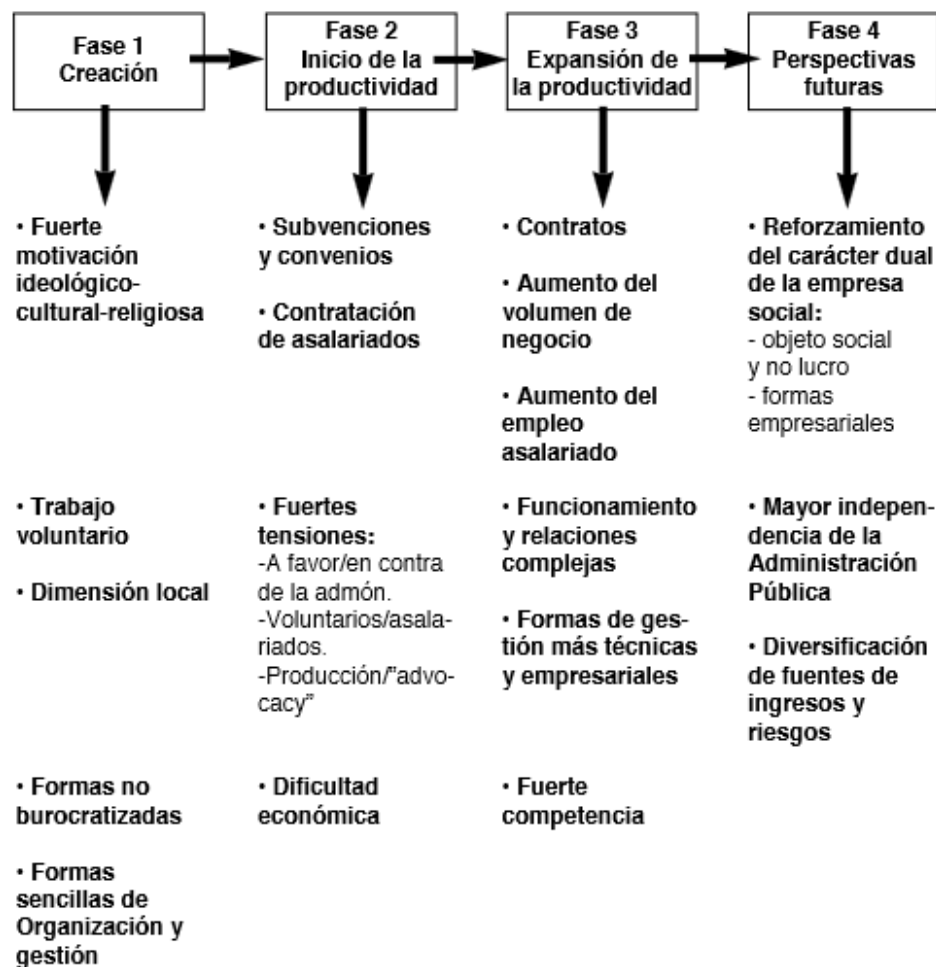 Fase 1
Creación
Fase 2
Inicio de la
productividad
Fase 3
Expansión de
la productividad
Fase 4
Perspectivas
futuras
• Fuerte
motivación
ideológico-
cultural-religiosa
• Trabajo
voluntario
• Dimensión local
• Formas no
burocratizadas
• Formas
sencillas de
Organización y
gestión
• Subvenciones
y convenios
• Contratación
de asalariados
• Fuertes
tensiones:
-A favor/en contra
de la admón.
-Voluntarios/asala-
riados.
-Producción/”advo-
cacy”
• Dificultad
económica
• Contratos
• Aumento del
volumen de
negocio
• Aumento del
empleo
asalariado
• Funcionamiento
y relaciones
complejas
• Formas de ges-
tión más técnicas
y empresariales
• Fuerte
competencia
• Reforzamiento
del carácter dual
de la empresa
social:
- objeto social
y no lucro
- formas
empresariales
• Mayor indepen-
dencia de la
Administración
Pública
• Diversificación
de fuentes de
ingresos y
riesgos